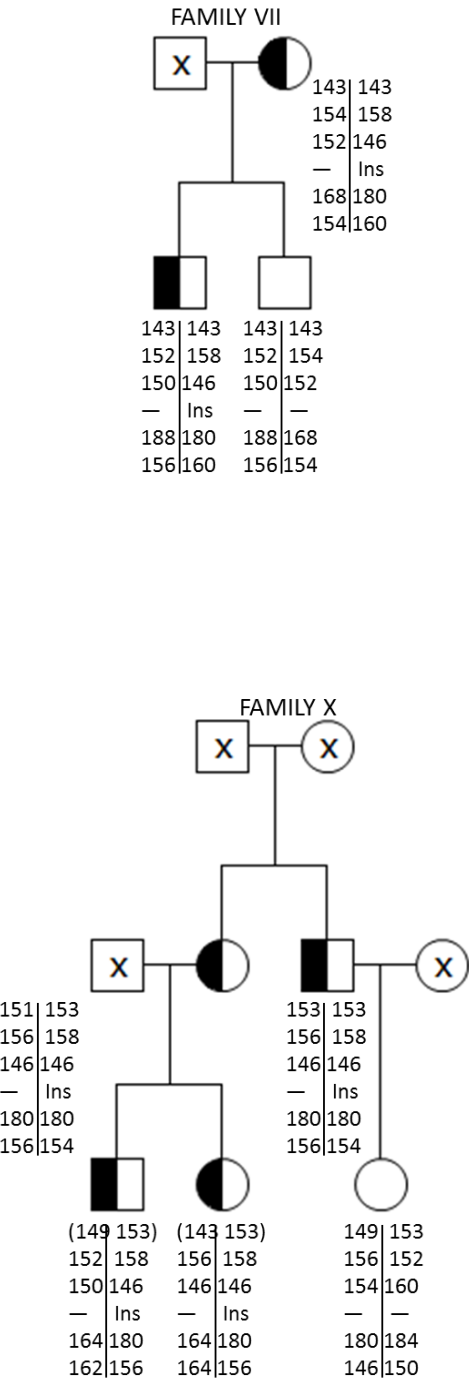 FAMILY VII
X
143 143
154 158
152 146
— Ins
168 180
154 160
143 143 143 143
152 158 152 154
150 146 150 152
— Ins — —
188 180 188 168
156 160 156 154
FAMILY X
X X
X X
151 153 153 153
156 158 156 158
146 146 146 146
— Ins — Ins
180 180 180 180
156 154 156 154
(149 153) (143 153) 149 153
152 158 156 158 156 152
150 146 146 146 154 160
— Ins — Ins — —
164 180 164 180 180 184
162 156 164 156 146 150